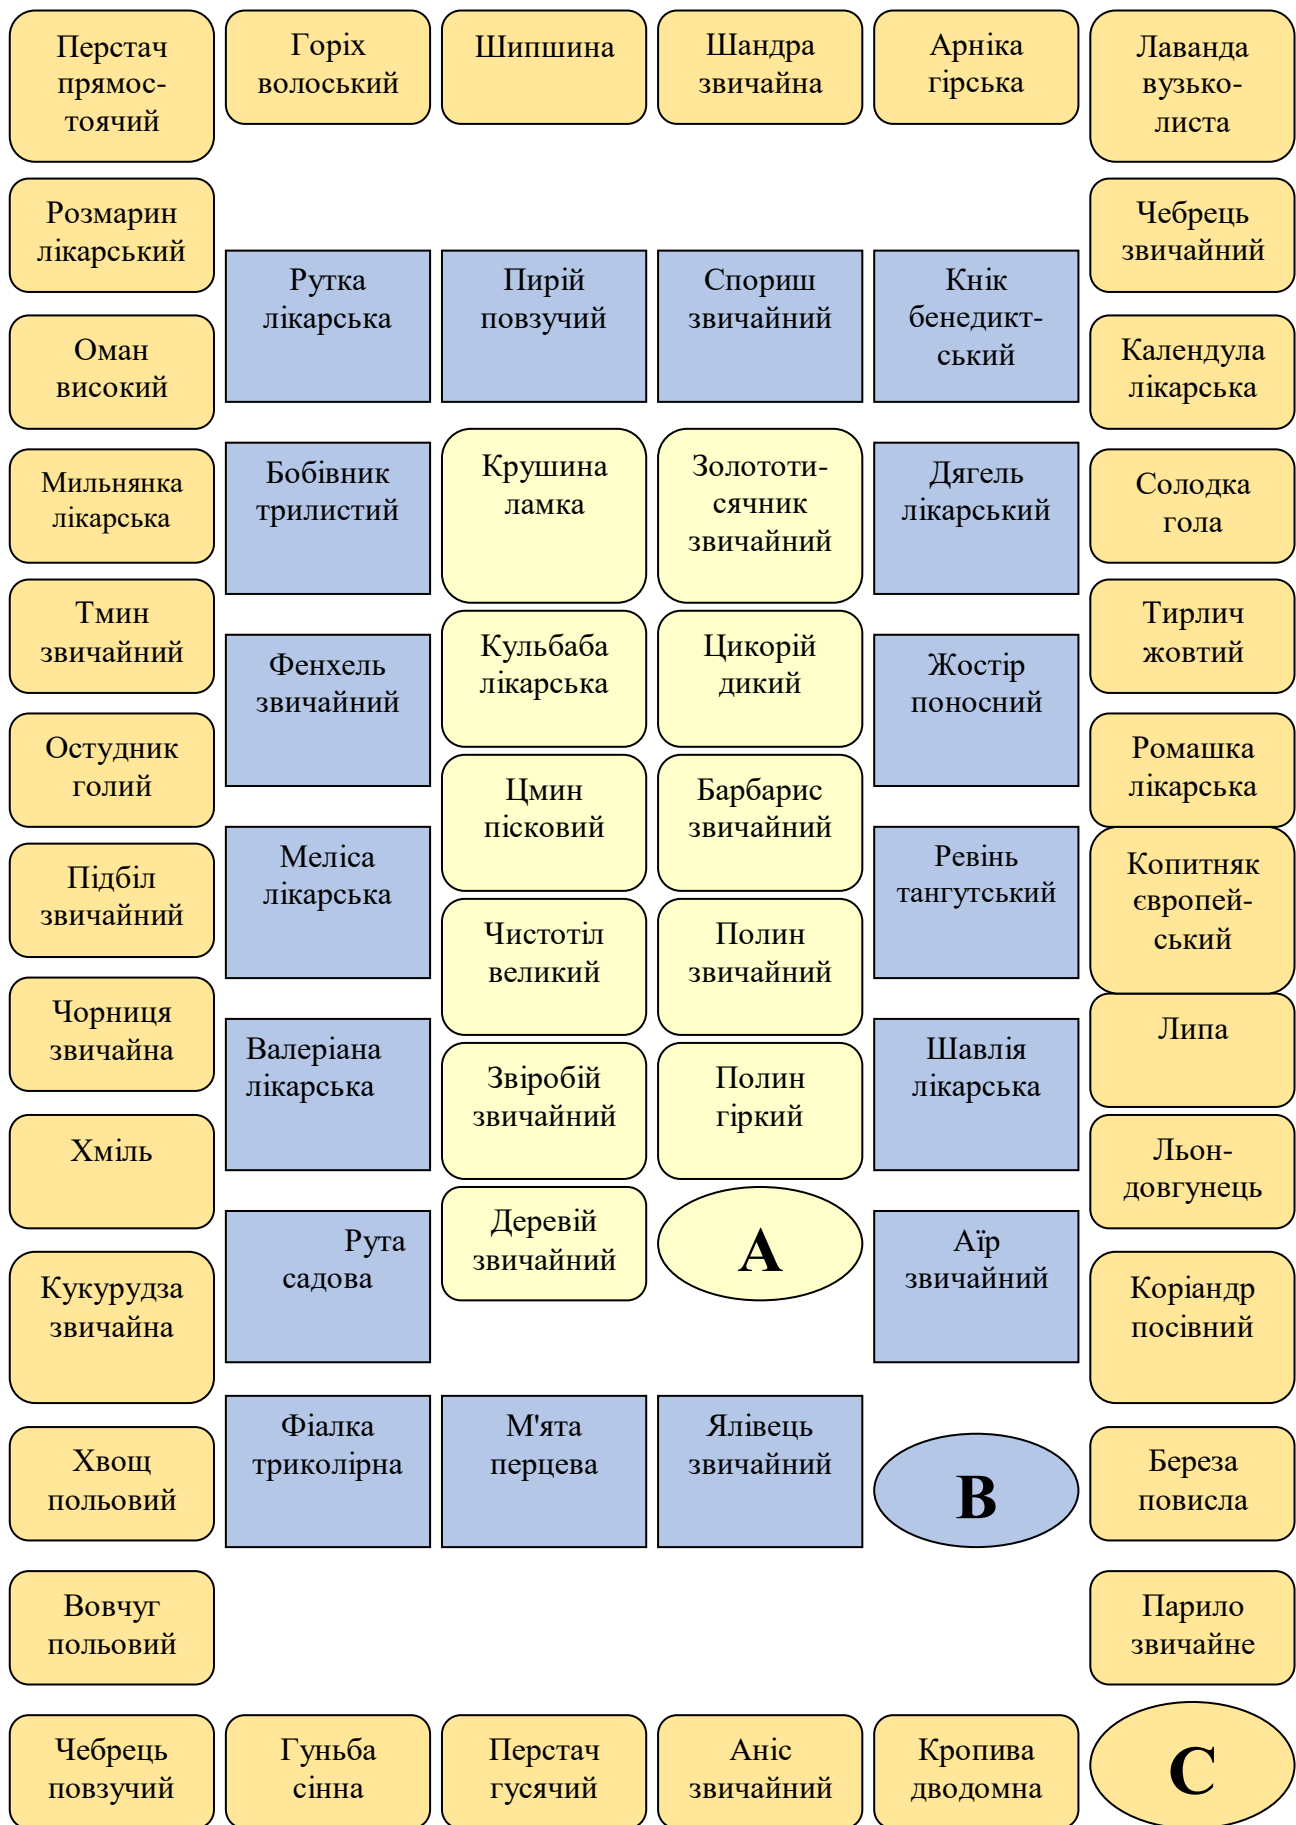 Перстач
прямос-
тоячий
Горіх
волоський
Шипшина
Шандра
звичайна
Арніка
гірська
Лаванда
вузько-
листа
Розмарин
лікарський
Чебрець
звичайний
Рутка
лікарська
Пирій
повзучий
Спориш
звичайний
Кнік
бенедикт-
ський
Оман
високий
Календула
лікарська
Мильнянка
лікарська
Бобівник
трилистий
Крушина
ламка
Золототи-
сячник
звичайний
Дягель
лікарський
Солодка
гола
Тмин
звичайний
Фенхель
звичайний
Кульбаба
лікарська
Цикорій
дикий
Жостір
поносний
Тирлич
жовтий
Остудник
голий
Цмин
пісковий
Барбарис
звичайний
Ромашка
лікарська
Підбіл
звичайний
Меліса
лікарська
Ревінь
тангутський
Копитняк
європей-
ський
Чистотіл
великий
Полин
звичайний
Чорниця
звичайна
Валеріана
лікарська
Звіробій
звичайний
Полин
гіркий
Шавлія
лікарська
Липа
Хміль
Льон-
довгунець
Рута
садова
Деревій
звичайний
А
Аїр
звичайний
Кукурудза
звичайна
Коріандр
посівний
Фіалка
триколірна
М'ята
перцева
Ялівець
звичайний
В
Хвощ
польовий
Береза
повисла
Вовчуг
польовий
Парило
звичайне
Чебрець
повзучий
Гуньба
сінна
Перстач
гусячий
Аніс
звичайний
Кропива
дводомна
С